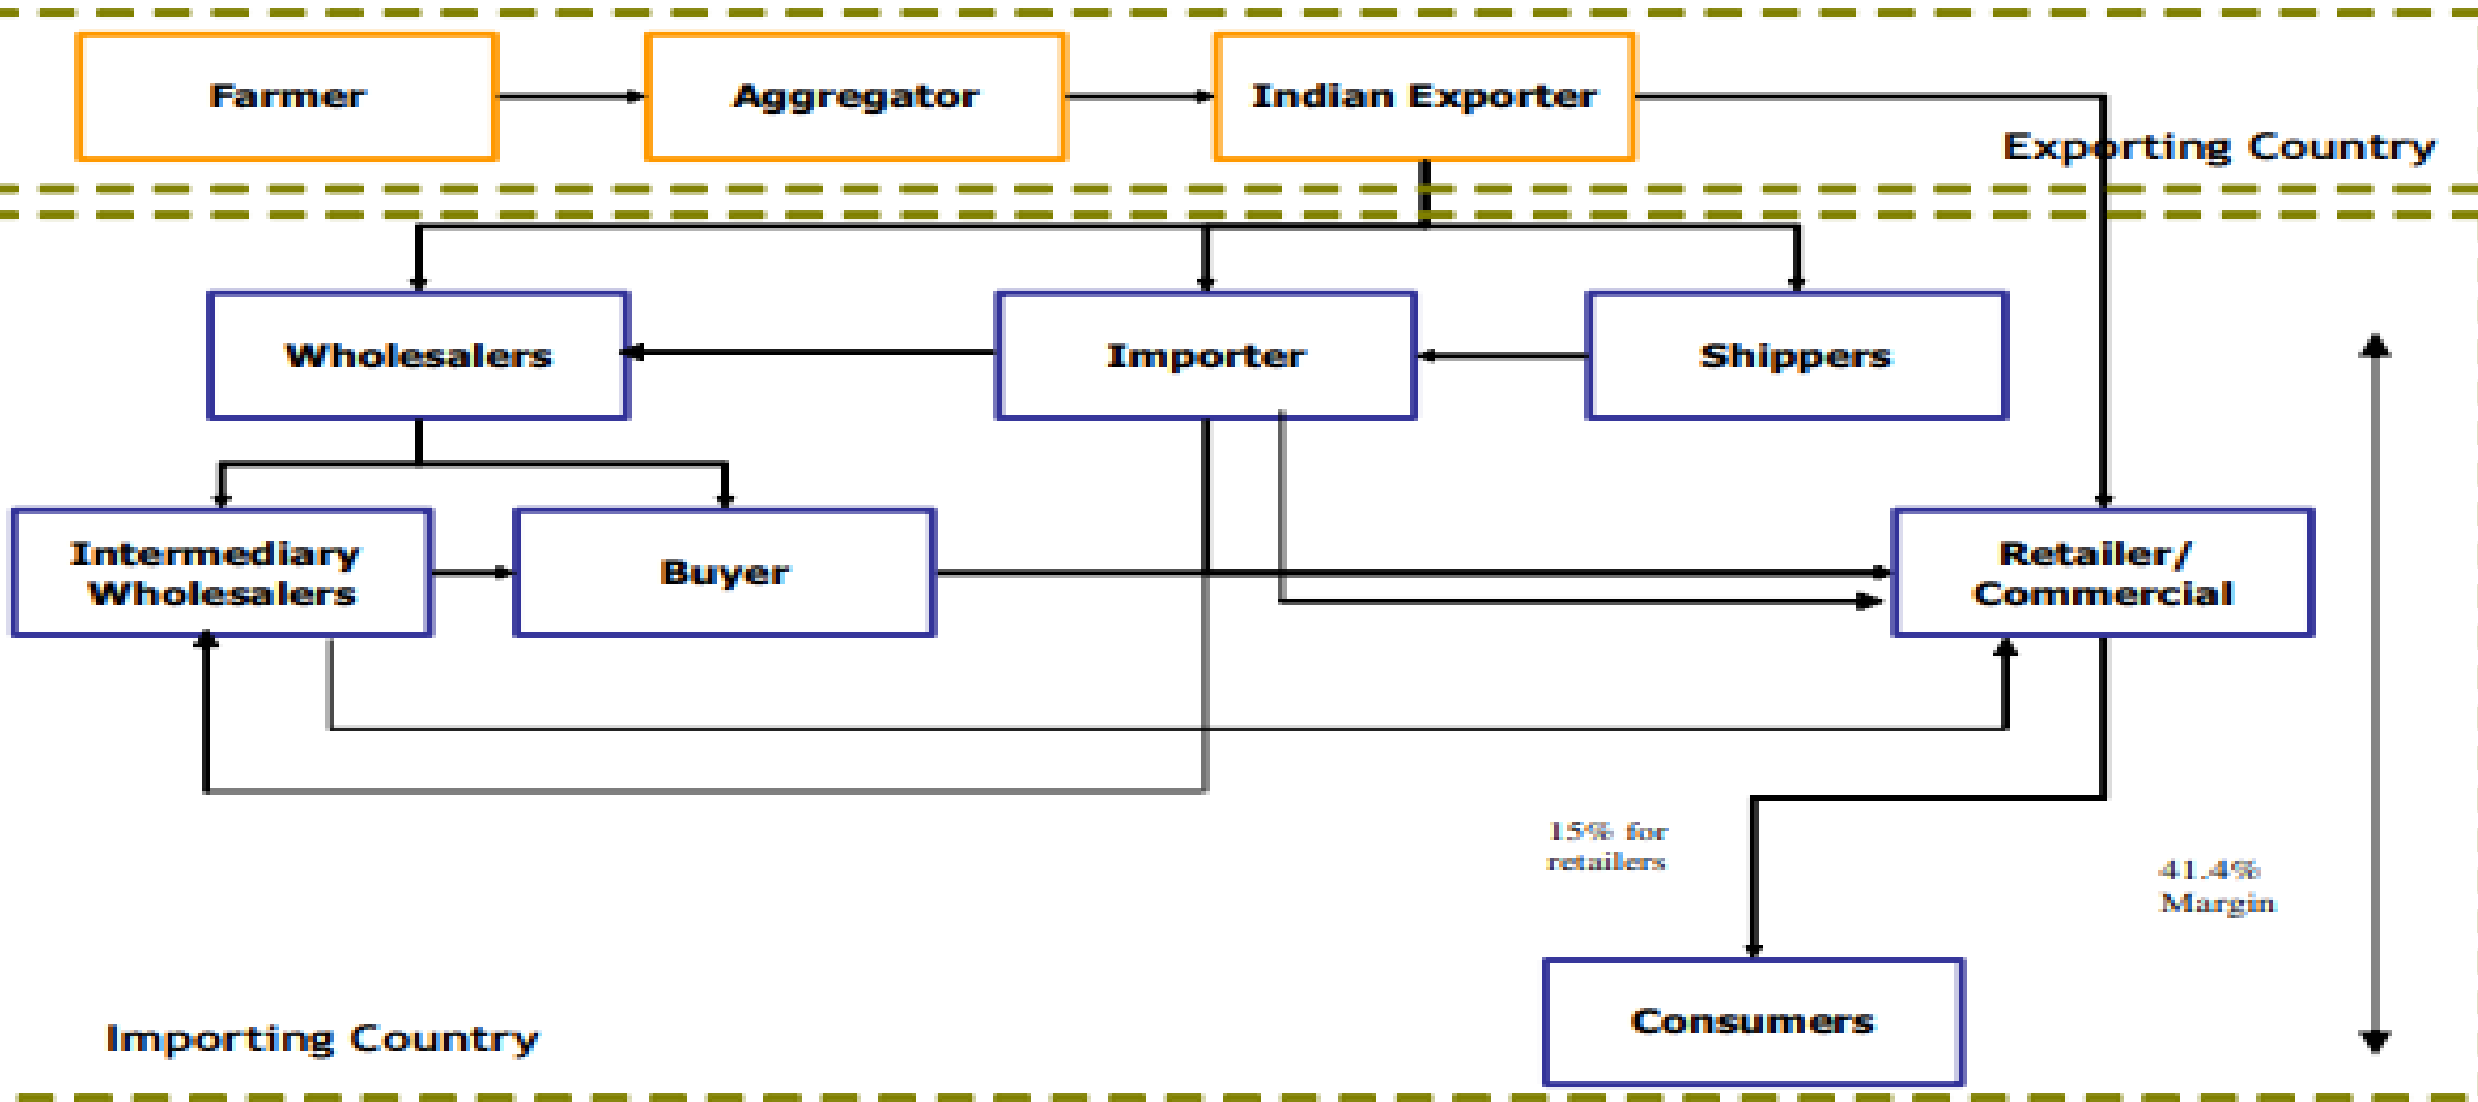 Farmer
Aggregator
Indian Exporter
Exporting Country
Wholesalers
Importer
Shippers
Intermediary
Wholesalers
Buyer
Retailer/
Commercial
15% for
retailers
41.4%
Margin
Consumers
Importing Country